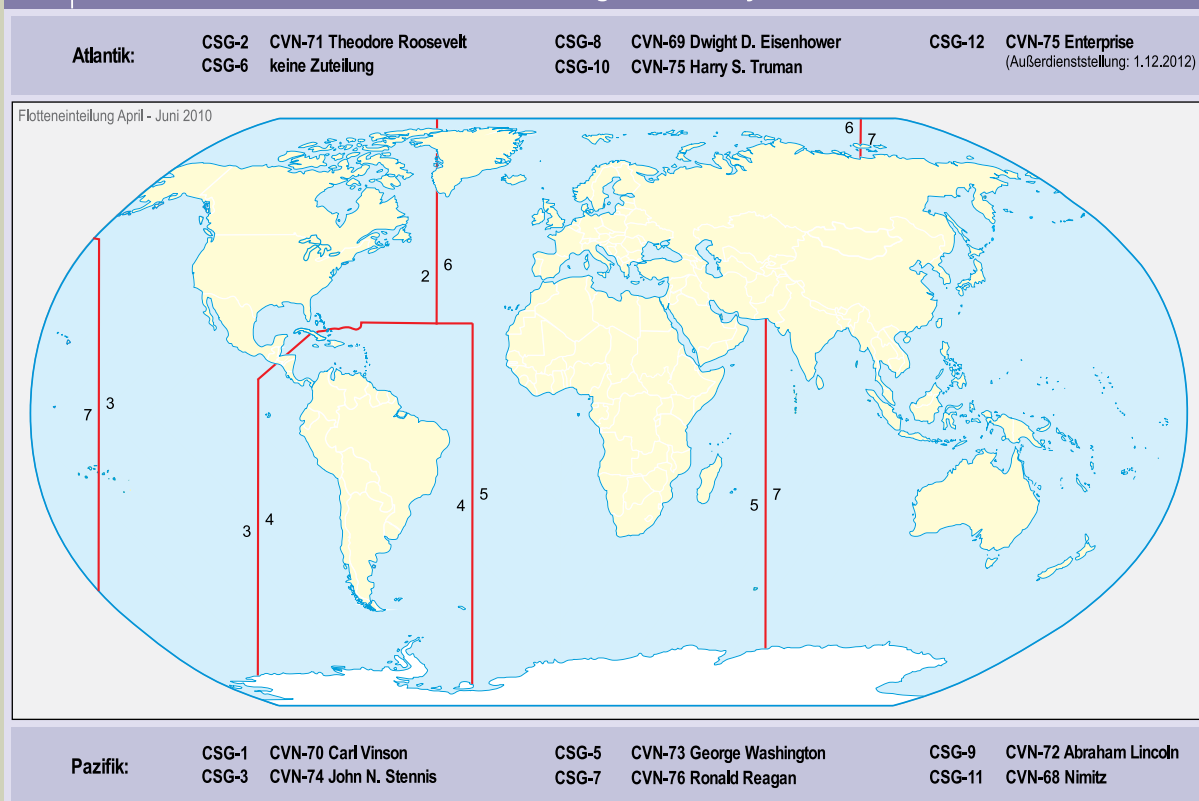 Atlantik:
CSG-2 CVN-71 Theodore Roosevelt
CSG-6 keine Zuteilung
CSG-8 CVN-69 Dwight D. Eisenhower
CSG-10 CVN-75 Harry S. Truman
CSG-12 CVN-75 Enterprise
(Außerdienststellung: 1.12.2012)
Flotteneinteilung April - Juni 2010
6 7
2 6
7 3
3 4
4 5
5 7
Pazifik:
CSG-1 CVN-70 Carl Vinson
CSG-3 CVN-74 John N. Stennis
CSG-5 CVN-73 George Washington
CSG-7 CVN-76 Ronald Reagan
CSG-9 CVN-72 Abraham Lincoln
CSG-11 CVN-68 Nimitz